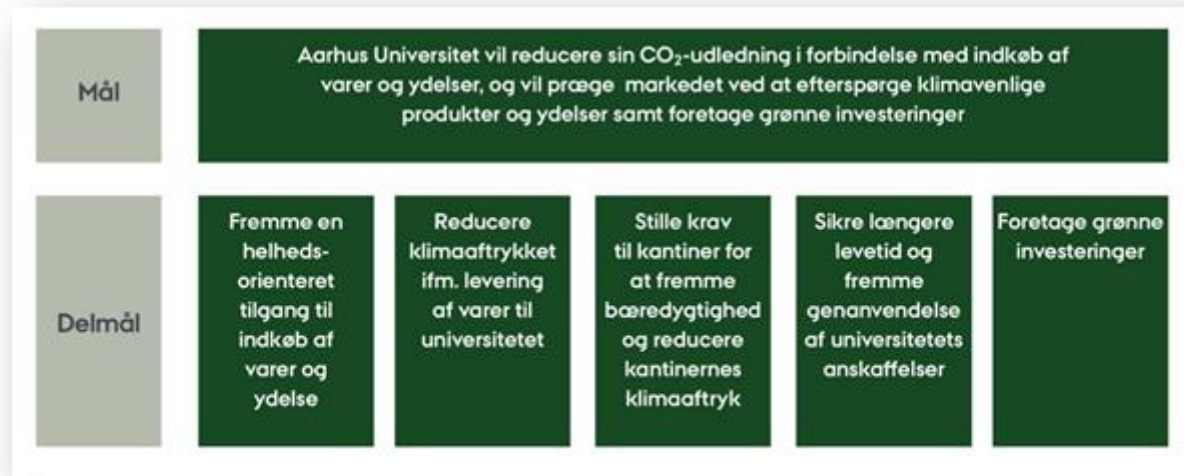 Mål
Aarhus Universitet vil reducere sin CO₂-udledning i forbindelse med indkøb af
varer og ydelser, og vil præge markedet ved at efterspørge klimavenlige
produkter og ydelser samt foretage grønne investeringer
Delmål
Fremme en
helheds-
orienteret
tilgang til
indkøb af
varer og
ydelse
Reducere
klimaaftrykket
ifm. levering
af varer til
universitetet
Stille krav
til kantiner for
at fremme
bæredygtighed
og reducere
kantinernes
klimaaftryk
Sikre længere
levetid og
fremme
genanvendelse
af universitetets
anskaffelser
Foretage grønne
investeringer